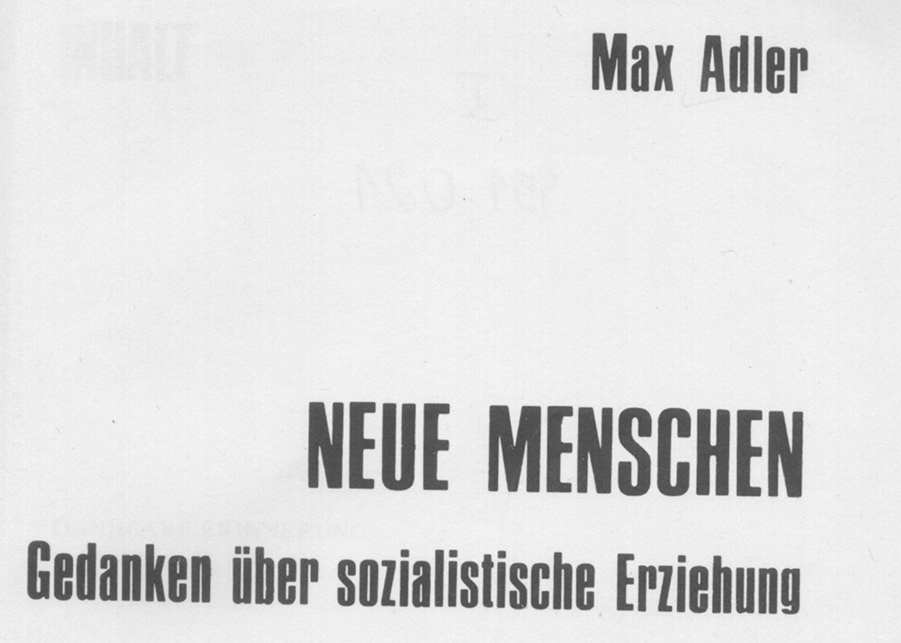 Max Adler
NEUE MENSCHEN
Gedanken über sozialistische Erziehung